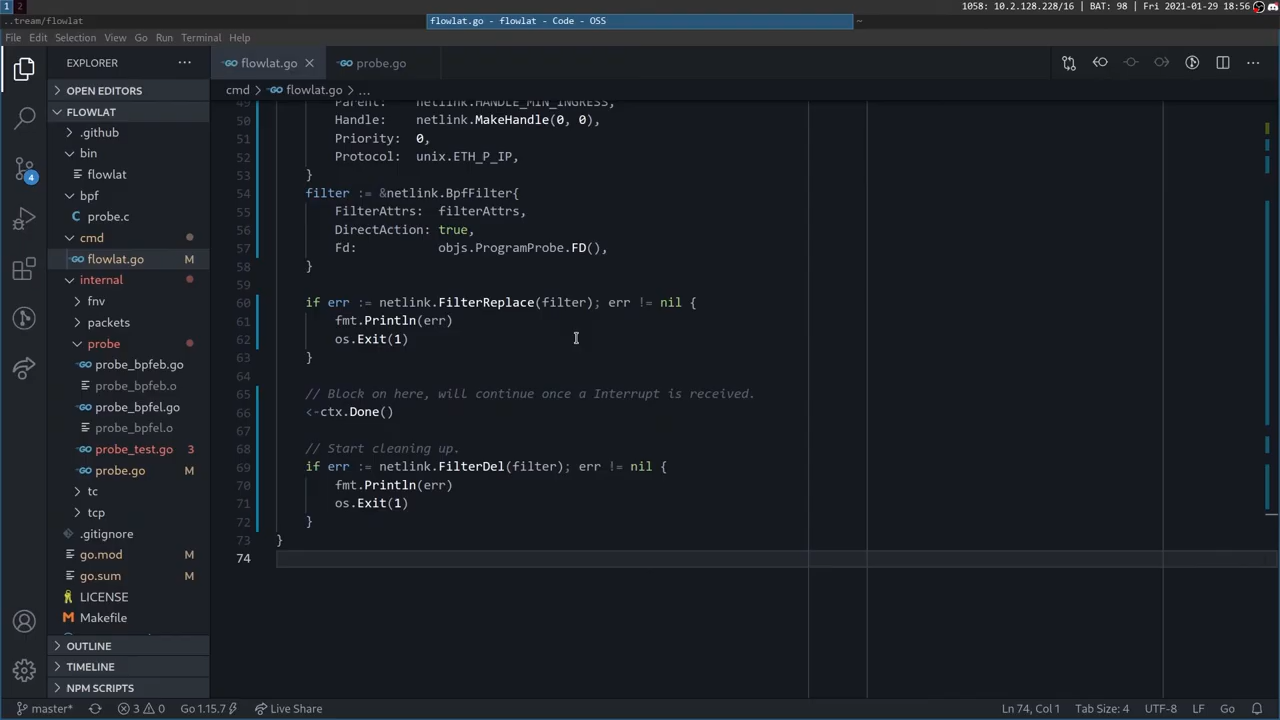 1 2
1058: 10.2.128.228/16 | BAT: 98 | Fri 2021-01-29 18:56
..tream/flowlat
flowlat.go - flowlat - Code - OSS
~
File Edit Selection View Go Run Terminal Help
EXPLORER
flowlat.go
probe.go
OPEN EDITORS
cmd > flowlat.go > ...
FLOWLAT
.github
bin
flowlat
bpf
probe.c
cmd
flowlat.go M
internal
fnv
packets
probe
probe_bpfeb.go
probe_bpfeb.o
probe_bpfel.go
probe_bpfel.o
probe_test.go 3
probe.go M
tc
tcp
.gitignore
go.mod M
go.sum M
LICENSE
Makefile
OUTLINE
TIMELINE
NPM SCRIPTS
4
49 Parent: netlink.HANDLE_MIN_INGRESS,
50 Handle: netlink.MakeHandle(0, 0),
51 Priority: 0,
52 Protocol: unix.ETH_P_IP,
53 }
54 filter := &netlink.BpfFilter{
55 FilterAttrs: filterAttrs,
56 DirectAction: true,
57 Fd: objs.ProgramProbe.FD(),
58 }
59
60 if err := netlink.FilterReplace(filter); err != nil {
61 fmt.Println(err)
62 os.Exit(1)
63 }
64
65 // Block on here, will continue once a Interrupt is received.
66 <-ctx.Done()
67
68 // Start cleaning up.
69 if err := netlink.FilterDel(filter); err != nil {
70 fmt.Println(err)
71 os.Exit(1)
72 }
73 }
74
master* 3 0 Go 1.15.7 Live Share
Ln 74, Col 1 Tab Size: 4 UTF-8 LF Go